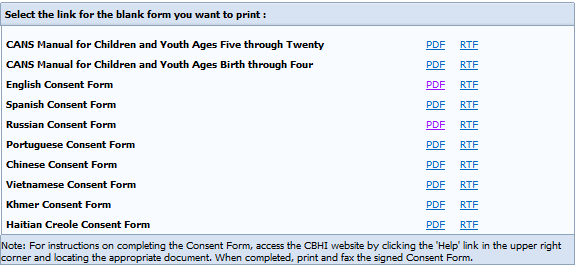 Select the link for the blank form you want to print :
CANS Manual for Children and Youth Ages Five through Twenty PDF RTF
CANS Manual for Children and Youth Ages Birth through Four PDF RTF
English Consent Form PDF RTF
Spanish Consent Form PDF RTF
Russian Consent Form PDF RTF
Portuguese Consent Form PDF RTF
Chinese Consent Form PDF RTF
Vietnamese Consent Form PDF RTF
Khmer Consent Form PDF RTF
Haitian Creole Consent Form PDF RTF
Note: For instructions on completing the Consent Form, access the CBHI website by clicking the 'Help' link in the upper right
corner and locating the appropriate document. When completed, print and fax the signed Consent Form.